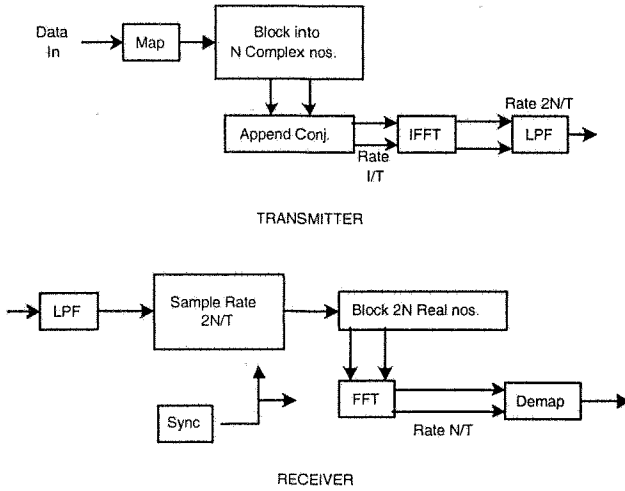 Data
In
Map
Block into
N Complex nos.
Append Conj.
Rate
I/T
IFFT
Rate 2N/T
LPF
TRANSMITTER
LPF
Sample Rate
2N/T
Block 2N Real nos.
Sync
FFT
Rate N/T
Demap
RECEIVER